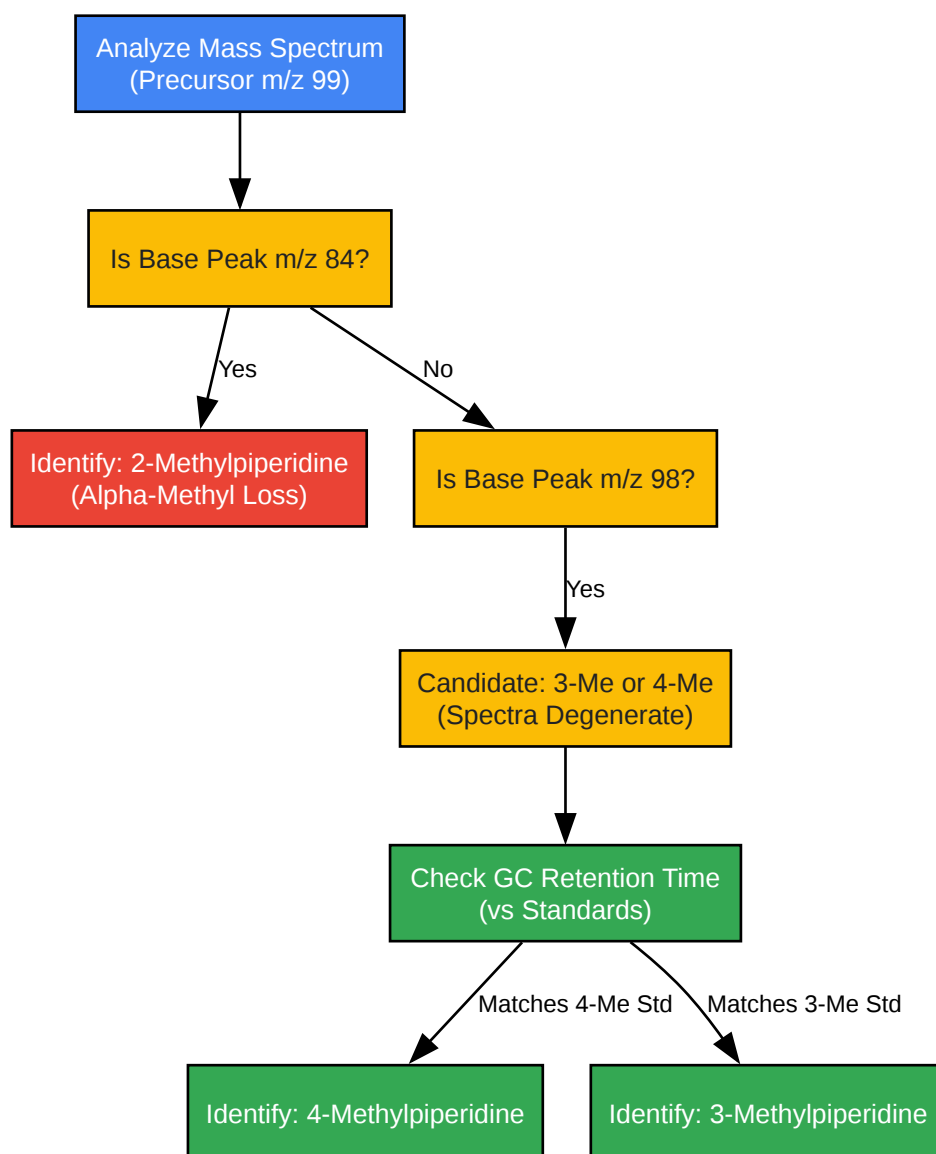 Analyze Mass Spectrum
(Precursor m/z 99)
Is Base Peak m/z 84?
Yes
No
Identify: 2-Methylpiperidine
(Alpha-Methyl Loss)
Is Base Peak m/z 98?
Yes
Candidate: 3-Me or 4-Me
(Spectra Degenerate)
Check GC Retention Time
(vs Standards)
Matches 4-Me Std
Matches 3-Me Std
Identify: 4-Methylpiperidine
Identify: 3-Methylpiperidine